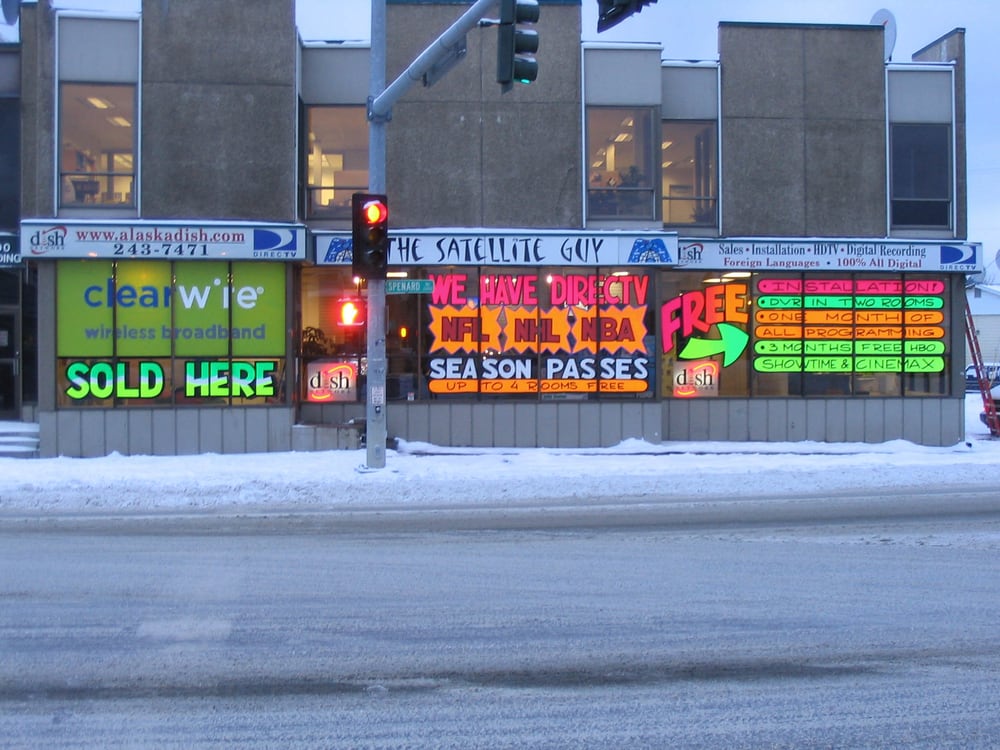 dish
NETWORK
www.alaskadish.com
243-7471
DIRECTV
THE SATELLITE GUY
dish
Sales • Installation • HDTV • Digital Recording
Foreign Languages • 100% All Digital
DIRECTV
clearwire
wireless broadband
SOLD HERE
SPENARD
dish
WE HAVE DIRECTV
NFL NHL NBA
SEASON PASSES
UP TO 4 ROOMS FREE
FREE
dish
• INSTALLATION!
• DVR IN TWO ROOMS
• ONE MONTH OF
ALL PROGRAMMING
• 3 MONTHS FREE HBO
SHOWTIME & CINEMAX